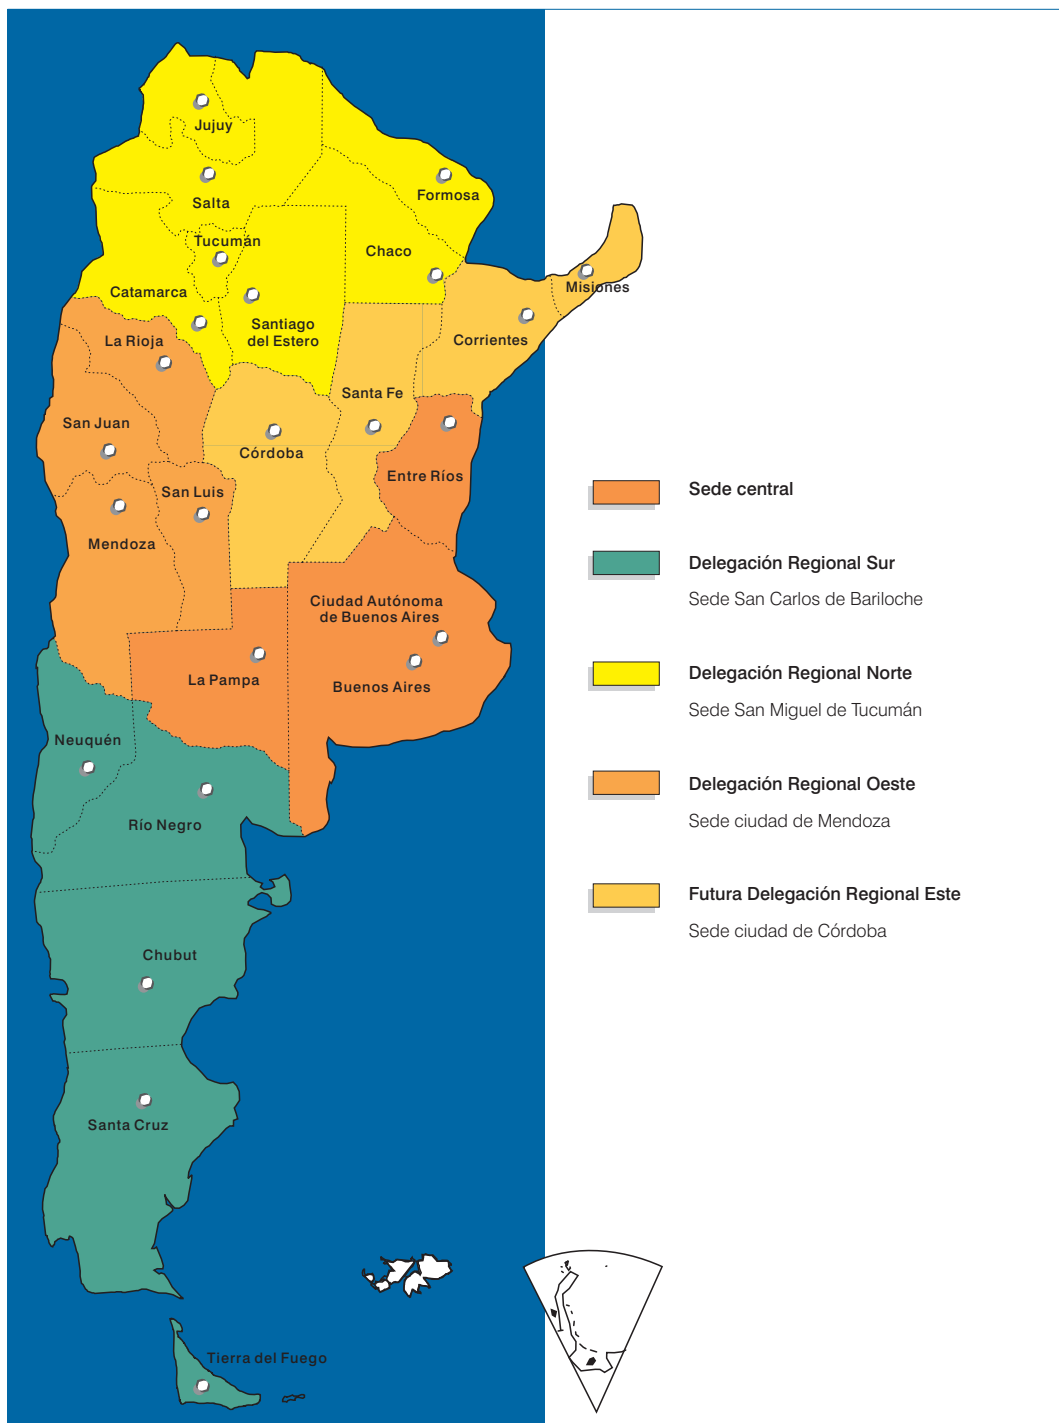 Jujuy
Salta
Formosa
Tucumán
Chaco
Catamarca
Santiago
del Estero
Misiones
La Rioja
Corrientes
Santa Fe
San Juan
Córdoba
Entre Ríos
San Luis
Mendoza
Ciudad Autónoma
de Buenos Aires
La Pampa
Buenos Aires
Neuquén
Río Negro
Chubut
Santa Cruz
Tierra del Fuego
Sede central
Delegación Regional Sur
Sede San Carlos de Bariloche
Delegación Regional Norte
Sede San Miguel de Tucumán
Delegación Regional Oeste
Sede ciudad de Mendoza
Futura Delegación Regional Este
Sede ciudad de Córdoba